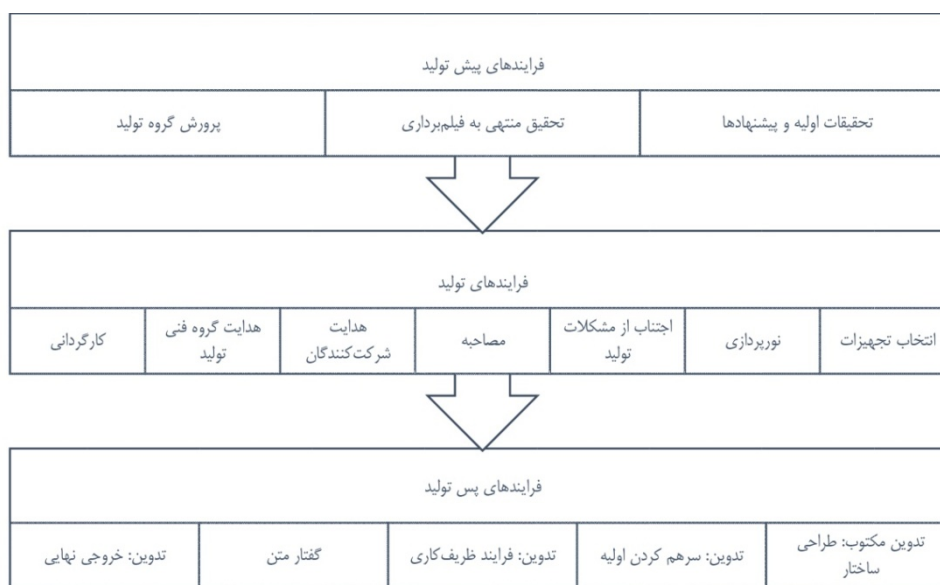 فرایندهای پیش تولید
تحقیقات اولیه و پیشنهادها
تحقیق منتهی به فیلم‌برداری
پرورش گروه تولید
فرایندهای تولید
انتخاب تجهیزات
نورپردازی
اجتناب از مشکلات
تولید
مصاحبه
هدایت
شرکت‌کنندگان
هدایت گروه فنی
تولید
کارگردانی
فرایندهای پس تولید
تدوین مکتوب: طراحی
ساختار
تدوین: سرهم کردن اولیه
تدوین: فرایند ظریف‌کاری
گفتار متن
تدوین: خروجی نهایی